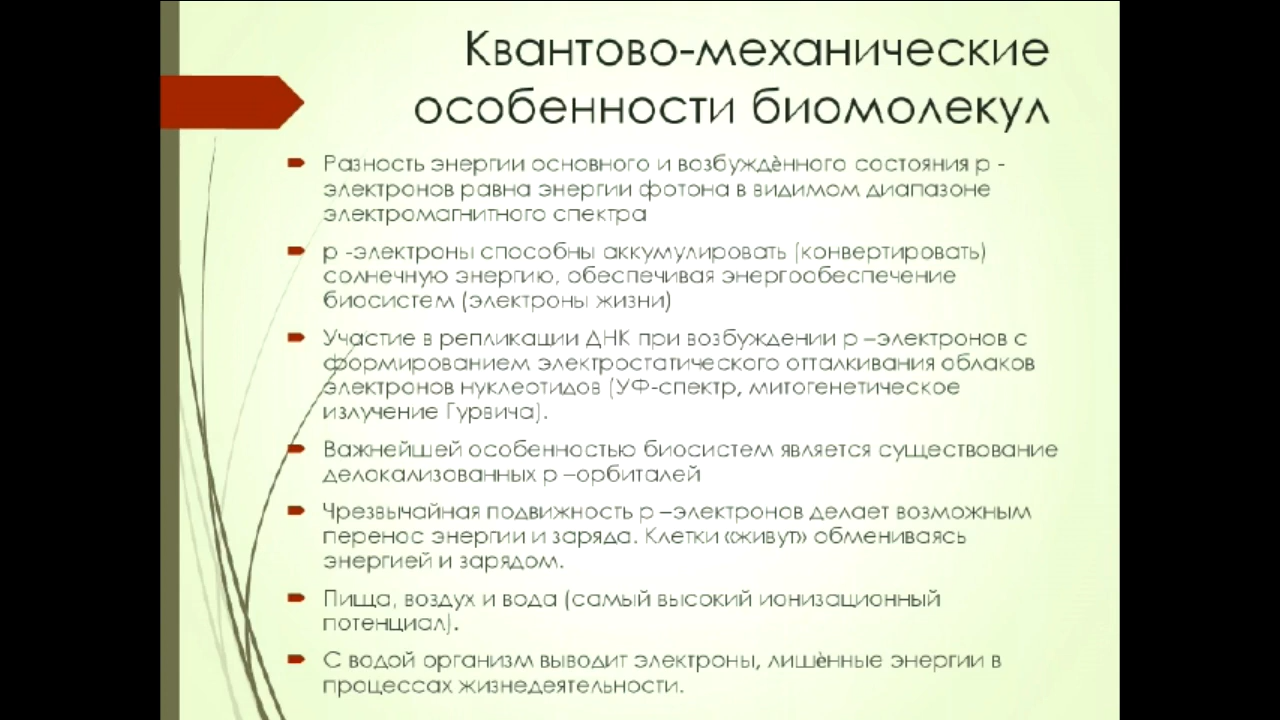 Квантово-механические
особенности биомолекул
Разность энергии основного и возбуждѐнного состояния р -
электронов равна энергии фотона в видимом диапазоне
электромагнитного спектра
р -электроны способны аккумулировать (конвертировать)
солнечную энергию, обеспечивая энергообеспечение
биосистем (электроны жизни)
Участие в репликации ДНК при возбуждении р –электронов с
формированием электростатического отталкивания облаков
электронов нуклеотидов (УФ-спектр, митогенетическое
излучение Гурвича).
Важнейшей особенностью биосистем является существование
делокализованных р –орбиталей
Чрезвычайная подвижность р –электронов делает возможным
перенос энергии и заряда. Клетки «живут» обмениваясь
энергией и зарядом.
Пища, воздух и вода (самый высокий ионизационный
потенциал).
С водой организм выводит электроны, лишѐнные энергии в
процессах жизнедеятельности.